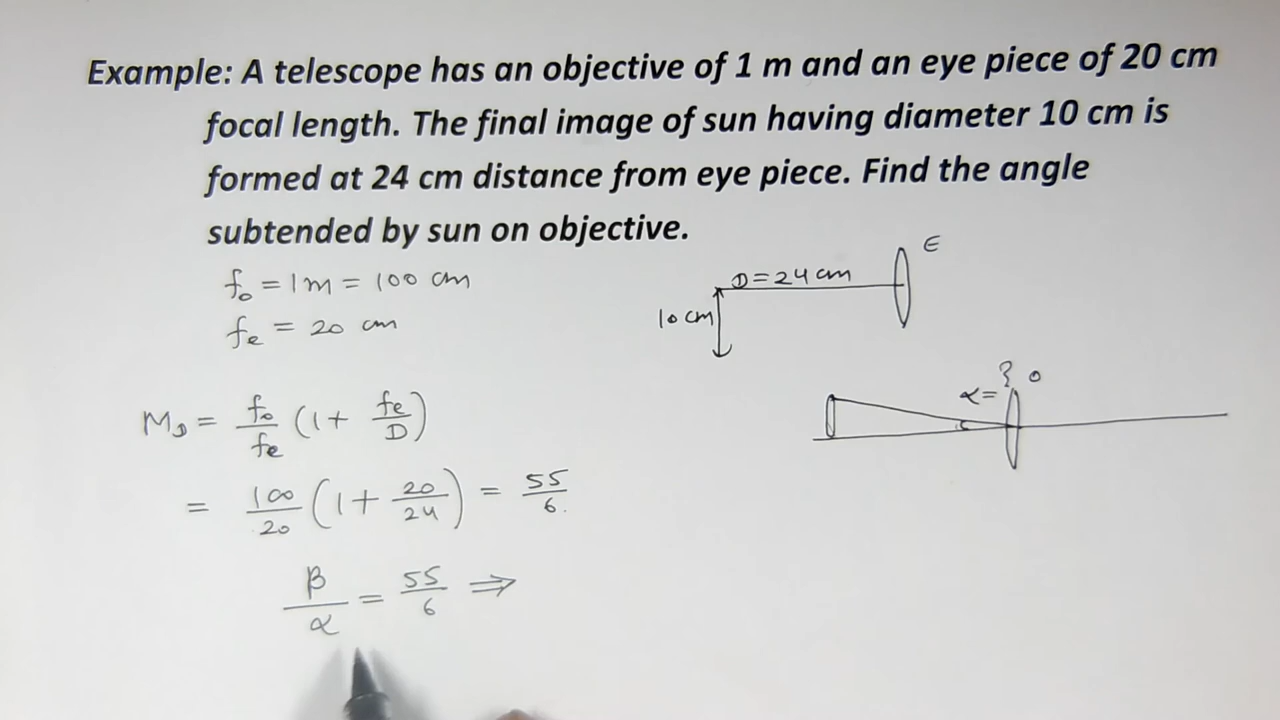 Example: A telescope has an objective of 1 m and an eye piece of 20 cm
focal length. The final image of sun having diameter 10 cm is
formed at 24 cm distance from eye piece. Find the angle
subtended by sun on objective.
f₀ = 1m = 100 cm
fₑ = 20 cm
E
D = 24 cm
10 cm
α = ? O
M_D = f₀/fₑ (1 + fₑ/D)
= 100/20 (1 + 20/24) = 55/6.
β/α = 55/6 ⇒